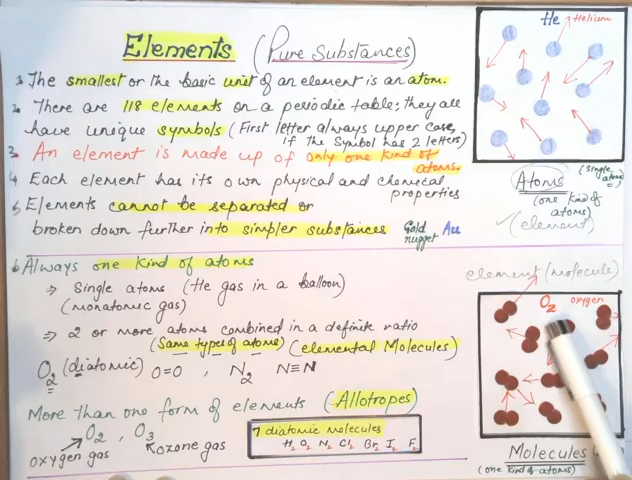 Elements (Pure Substances)
1. The smallest or the basic unit of an element is an atom.
2. There are 118 elements on a periodic table; they all
have unique symbols (First letter always upper case,
if the Symbol has 2 letters)
3. An element is made up of only one kind of
atoms.
4. Each element has its own physical and chemical
properties
5. Elements cannot be separated or
broken down further into simpler substances
Gold nugget Au
He Helium
Atoms
(one kind of
atoms)
(element)
6. Always one kind of atoms
⇒ Single atoms (He gas in a balloon)
(monatomic gas)
⇒ 2 or more atoms combined in a definite ratio
(Same types of atoms) (elemental Molecules)
O2 (diatomic) O=O , N2 N≡N
More than one form of elements (Allotropes)
O2 , O3
oxygen gas ozone gas
7 diatomic molecules
H2 O2 N2 Cl2 Br2 I2 F2
element (molecule)
O2 oxygen
Molecules
(one kind of atoms)